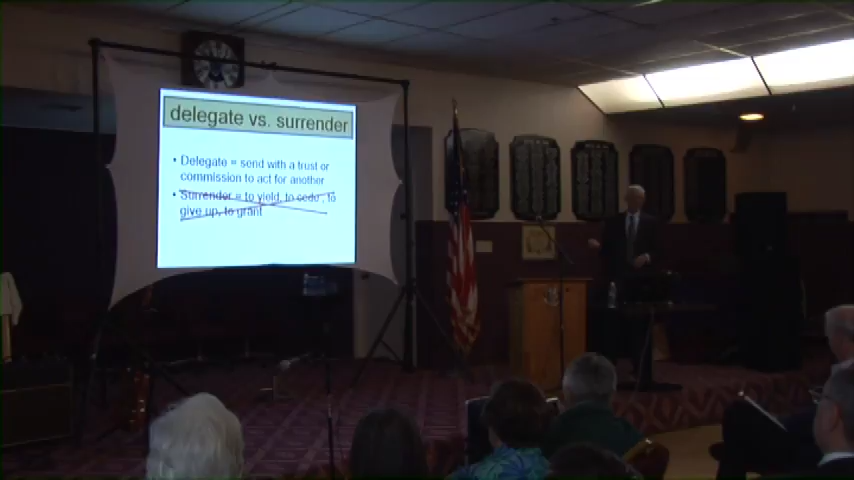 delegate vs. surrender
• Delegate = send with a trust or
commission to act for another
• Surrender = to yield, to cede , to
give up, to grant